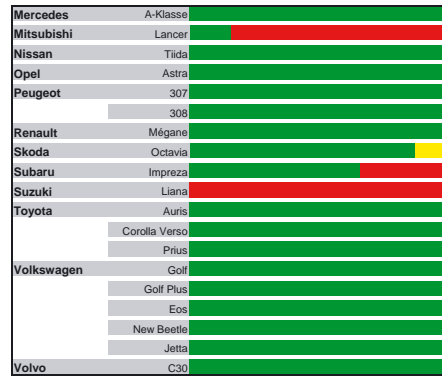 Mercedes A-Klasse
Mitsubishi Lancer
Nissan Tiida
Opel Astra
Peugeot 307
308
Renault Mégane
Skoda Octavia
Subaru Impreza
Suzuki Liana
Toyota Auris
Corolla Verso
Prius
Volkswagen Golf
Golf Plus
Eos
New Beetle
Jetta
Volvo C30